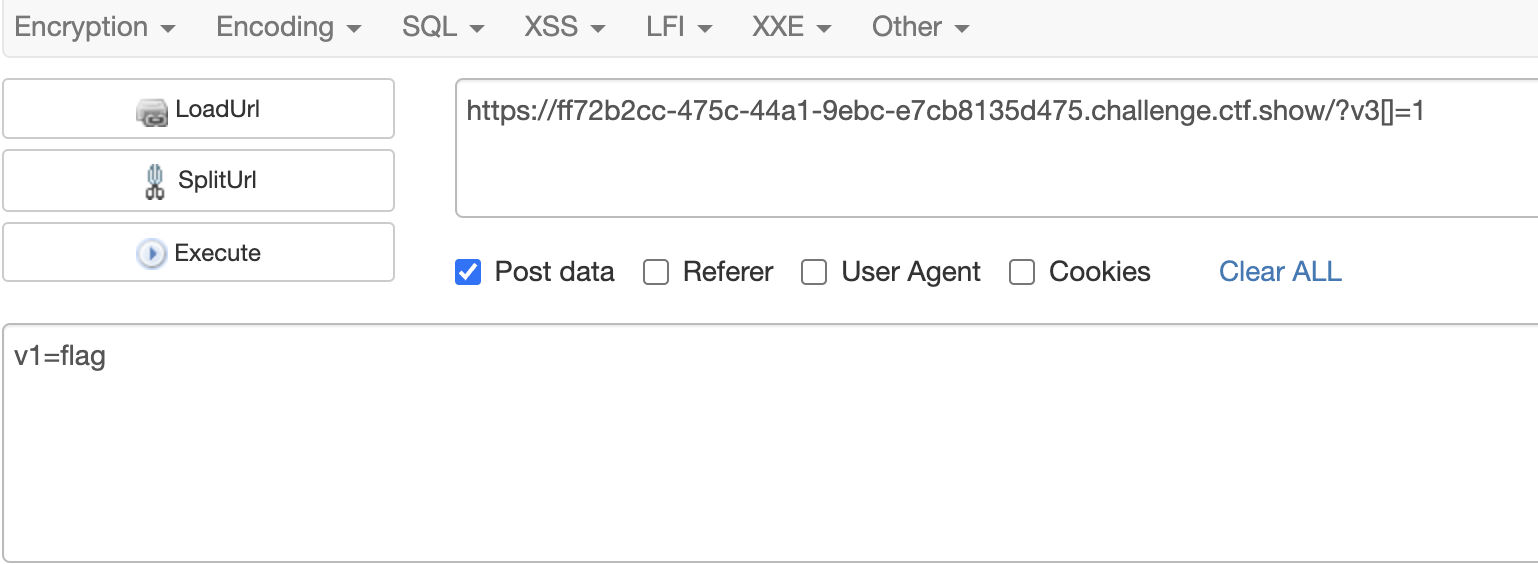 Encryption Encoding SQL XSS LFI XXE Other
LoadUrl
https://ff72b2cc-475c-44a1-9ebc-e7cb8135d475.challenge.ctf.show/?v3[]=1
SplitUrl
Execute
Post data Referer User Agent Cookies Clear ALL
v1=flag